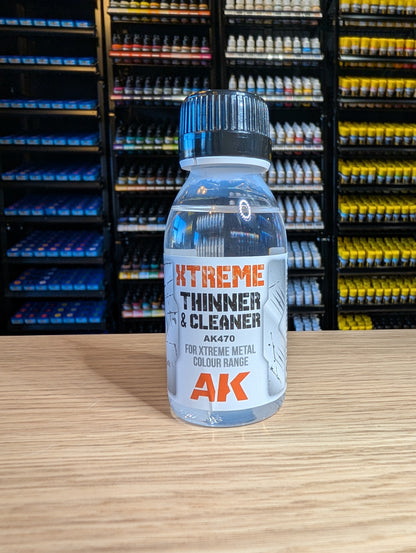 XTREME
THINNER
& CLEANER
AK470
FOR XTREME METAL
COLOUR RANGE
AK